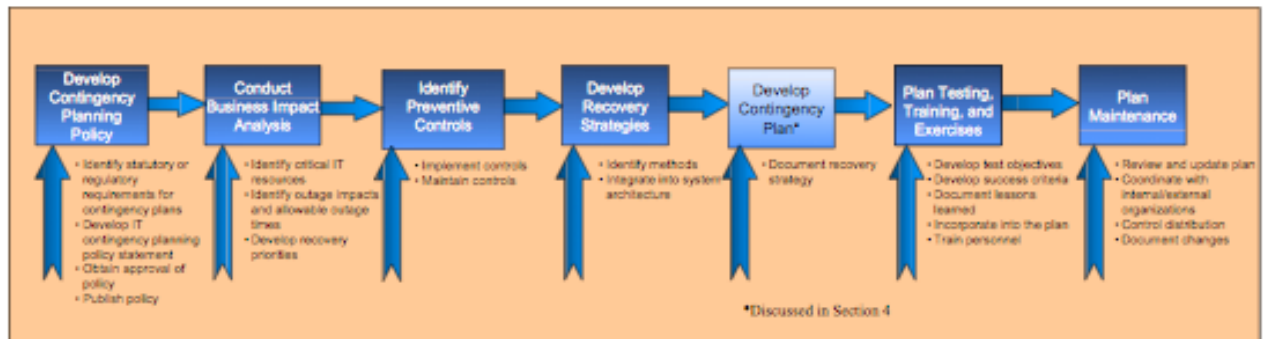 Develop
Contingency
Planning
Policy
Conduct
Business Impact
Analysis
Identify
Preventive
Controls
Develop
Recovery
Strategies
Develop
Contingency
Plan*
Plan Testing,
Training, and
Exercises
Plan
Maintenance
• Identify statutory or
regulatory
requirements for
contingency plans
• Develop IT
contingency planning
policy statement
• Obtain approval of
policy
• Publish policy
• Identify critical IT
resources
• Identify outage impacts
and allowable outage
times
• Develop recovery
priorities
• Implement controls
• Maintain controls
• Identify methods
• Integrate into system
architecture
• Document recovery
strategy
• Develop test objectives
• Develop success criteria
• Document lessons
learned
• Incorporate into the plan
• Train personnel
• Review and update plan
• Coordinate with
internal/external
organizations
• Control distribution
• Document changes
*Discussed in Section 4